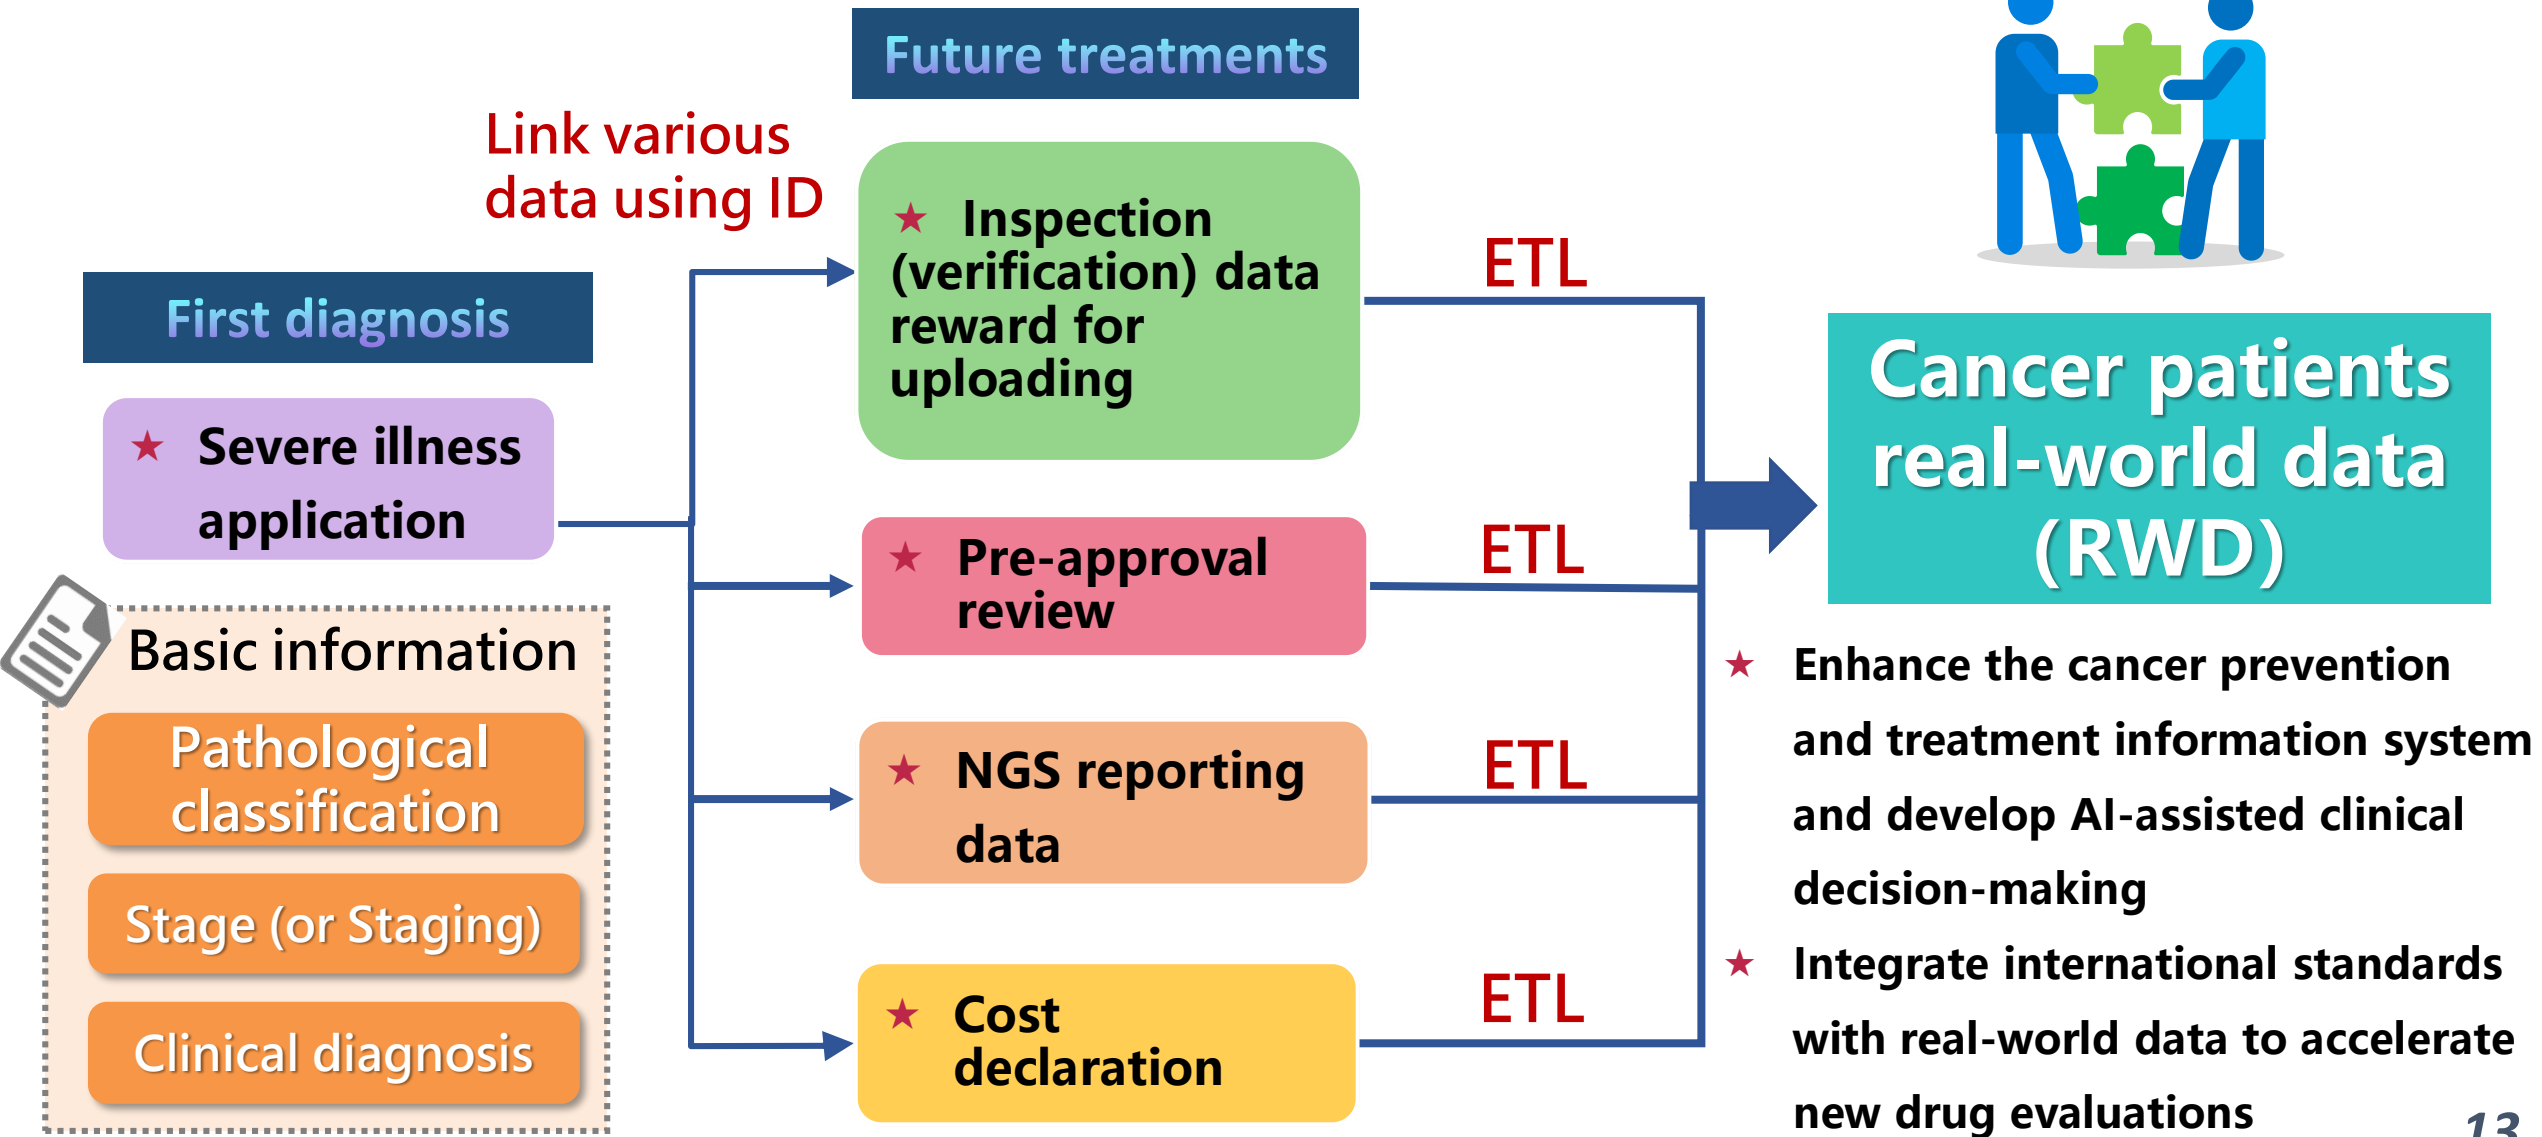 Future treatments
Link various
data using ID
★ Inspection
(verification) data
reward for
uploading
ETL
First diagnosis
★ Severe illness
application
Basic information
Pathological
classification
Stage (or Staging)
Clinical diagnosis
★ Pre-approval
review
ETL
★ NGS reporting
data
ETL
★ Cost
declaration
ETL
Cancer patients
real-world data
(RWD)
★ Enhance the cancer prevention
and treatment information system
and develop AI-assisted clinical
decision-making
★ Integrate international standards
with real-world data to accelerate
new drug evaluations
13